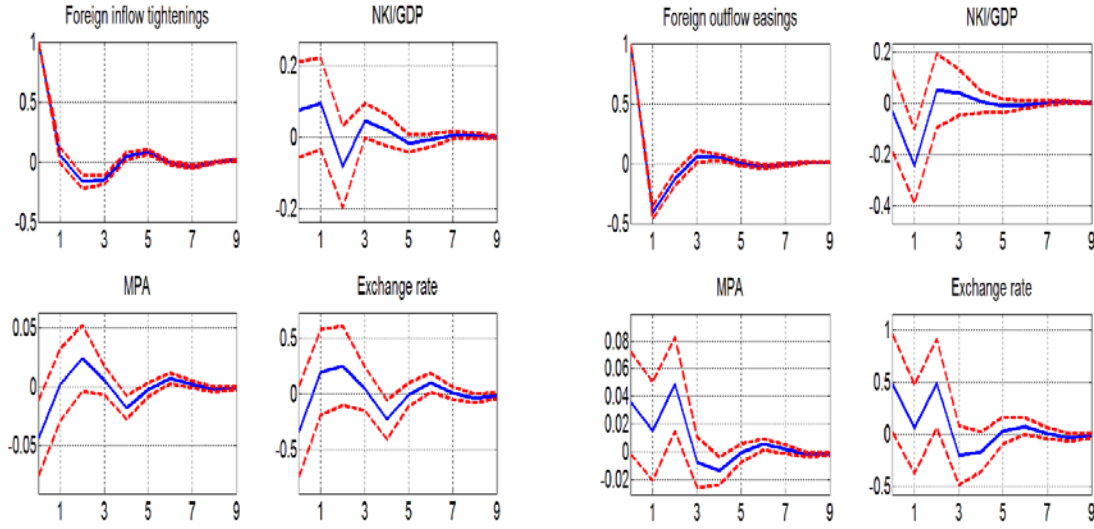 Foreign inflow tightenings
1
0.5
0
-0.5
1 3 5 7 9
NKI/GDP
0.2
0
-0.2
1 3 5 7 9
Foreign outflow easings
1
0.5
0
-0.5
1 3 5 7 9
NKI/GDP
0.2
0
-0.2
-0.4
1 3 5 7 9
MPA
0.05
0
-0.05
1 3 5 7 9
Exchange rate
0.5
0
-0.5
1 3 5 7 9
MPA
0.08
0.06
0.04
0.02
0
-0.02
1 3 5 7 9
Exchange rate
1
0.5
0
-0.5
1 3 5 7 9